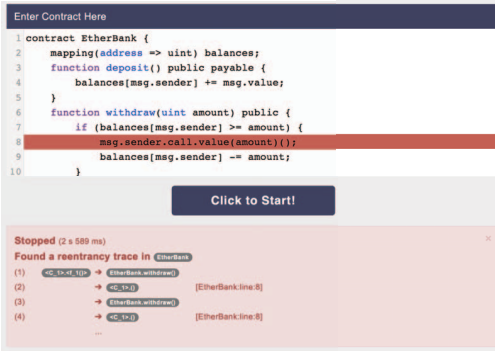 Enter Contract Here
1 contract EtherBank {
2 mapping(address => uint) balances;
3 function deposit() public payable {
4 balances[msg.sender] += msg.value;
5 }
6 function withdraw(uint amount) public {
7 if (balances[msg.sender] >= amount) {
8 msg.sender.call.value(amount)();
9 balances[msg.sender] -= amount;
10 }
Click to Start!
Stopped (2 s 589 ms)
×
Found a reentrancy trace in EtherBank
(1) <C_1>.<f_1()> ➔ EtherBank.withdraw()
(2) ➔ <C_1>.() [EtherBank:line:8]
(3) ➔ EtherBank.withdraw()
(4) ➔ <C_1>.() [EtherBank:line:8]
...